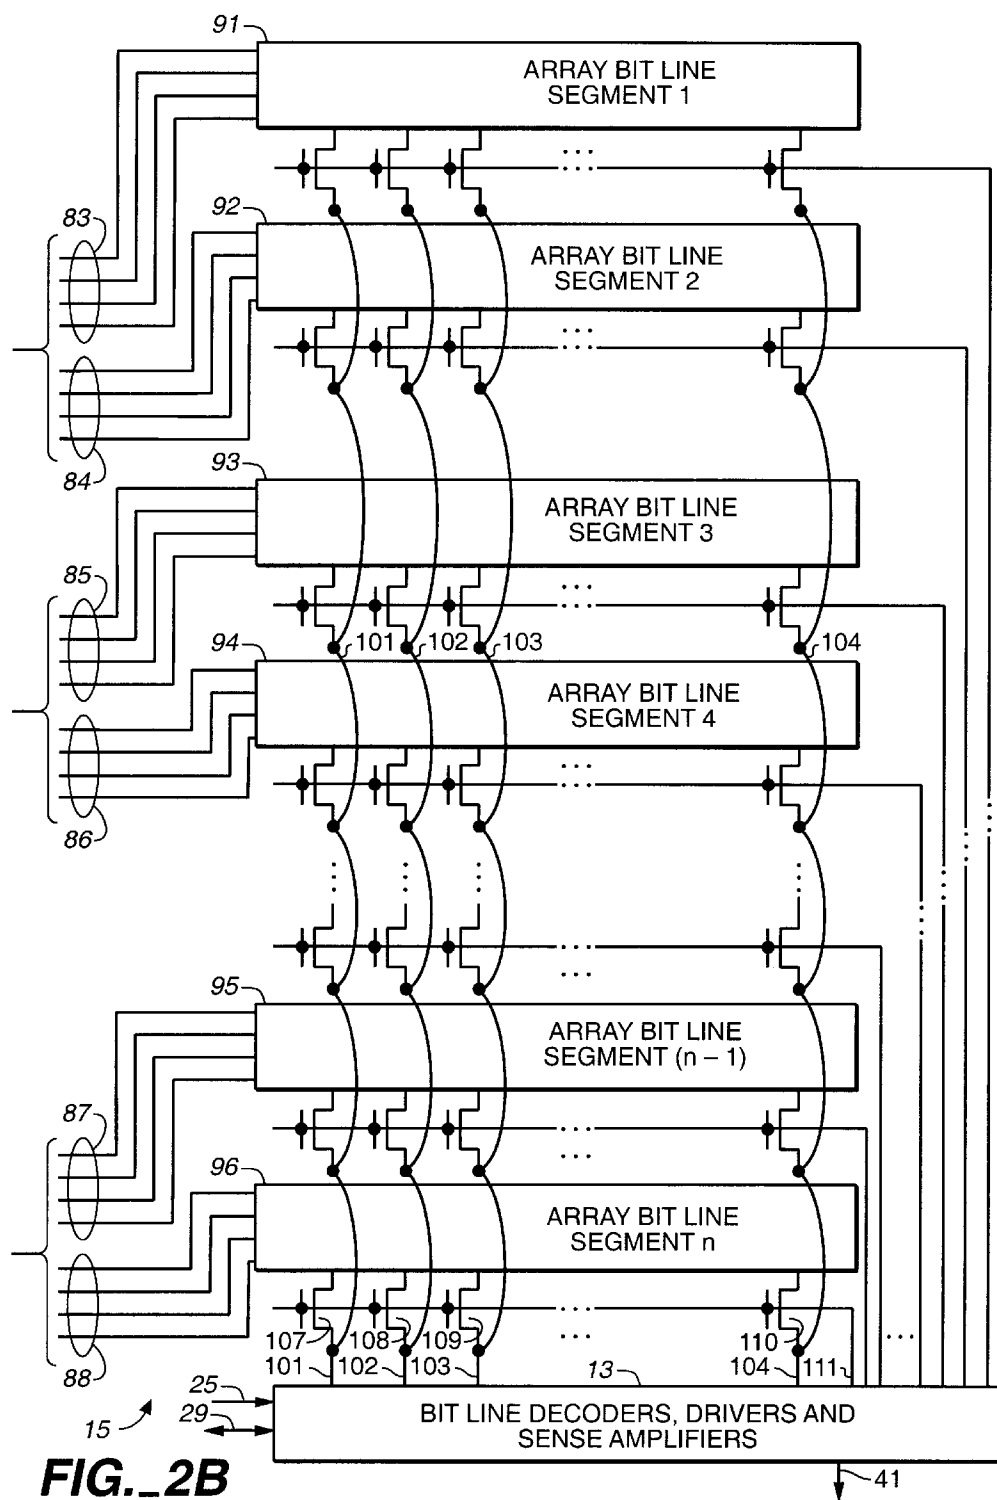 91
ARRAY BIT LINE
SEGMENT 1
83
92
ARRAY BIT LINE
SEGMENT 2
84
93
ARRAY BIT LINE
SEGMENT 3
85
94
101
102
103
104
ARRAY BIT LINE
SEGMENT 4
86
95
ARRAY BIT LINE
SEGMENT (n – 1)
87
96
ARRAY BIT LINE
SEGMENT n
88
107
108
109
110
101
102
103
104
111
13
25
29
15
BIT LINE DECODERS, DRIVERS AND
SENSE AMPLIFIERS
41
FIG._2B